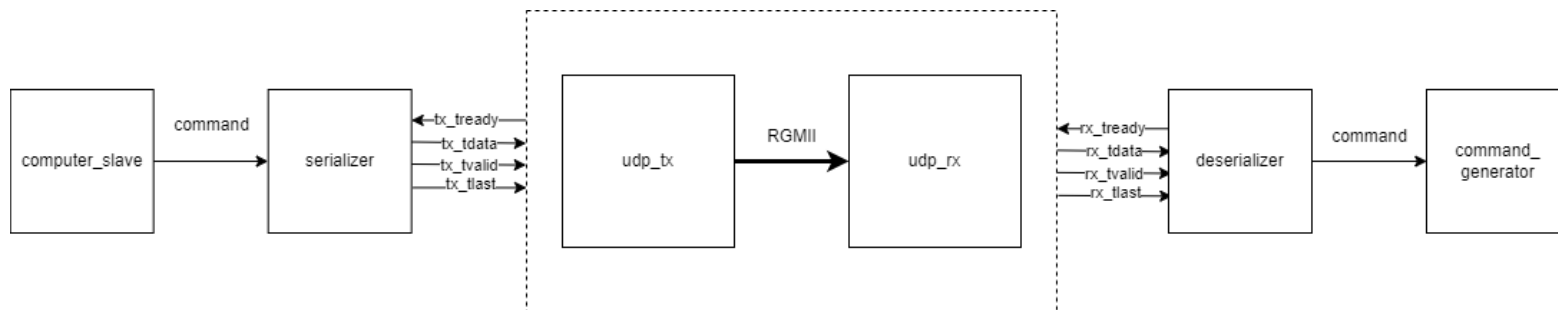 computer_slave
command
serializer
tx_tready
tx_tdata
tx_tvalid
tx_tlast
udp_tx
RGMII
udp_rx
rx_tready
rx_tdata
rx_tvalid
rx_tlast
deserializer
command
command_
generator